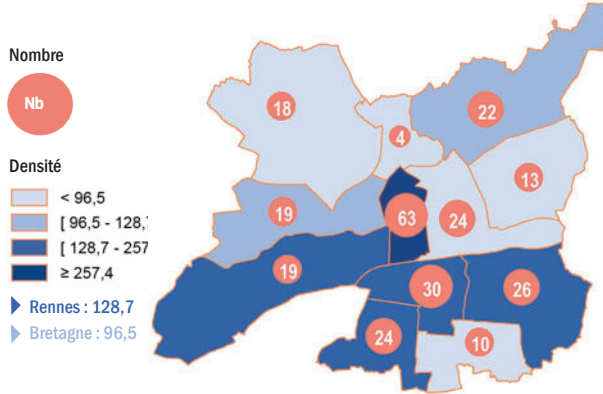 Nombre
Nb
Densité
< 96,5
[ 96,5 - 128,
[ 128,7 - 257
≥ 257,4
Rennes : 128,7
Bretagne : 96,5
18
22
4
13
19
63
24
19
30
26
24
10